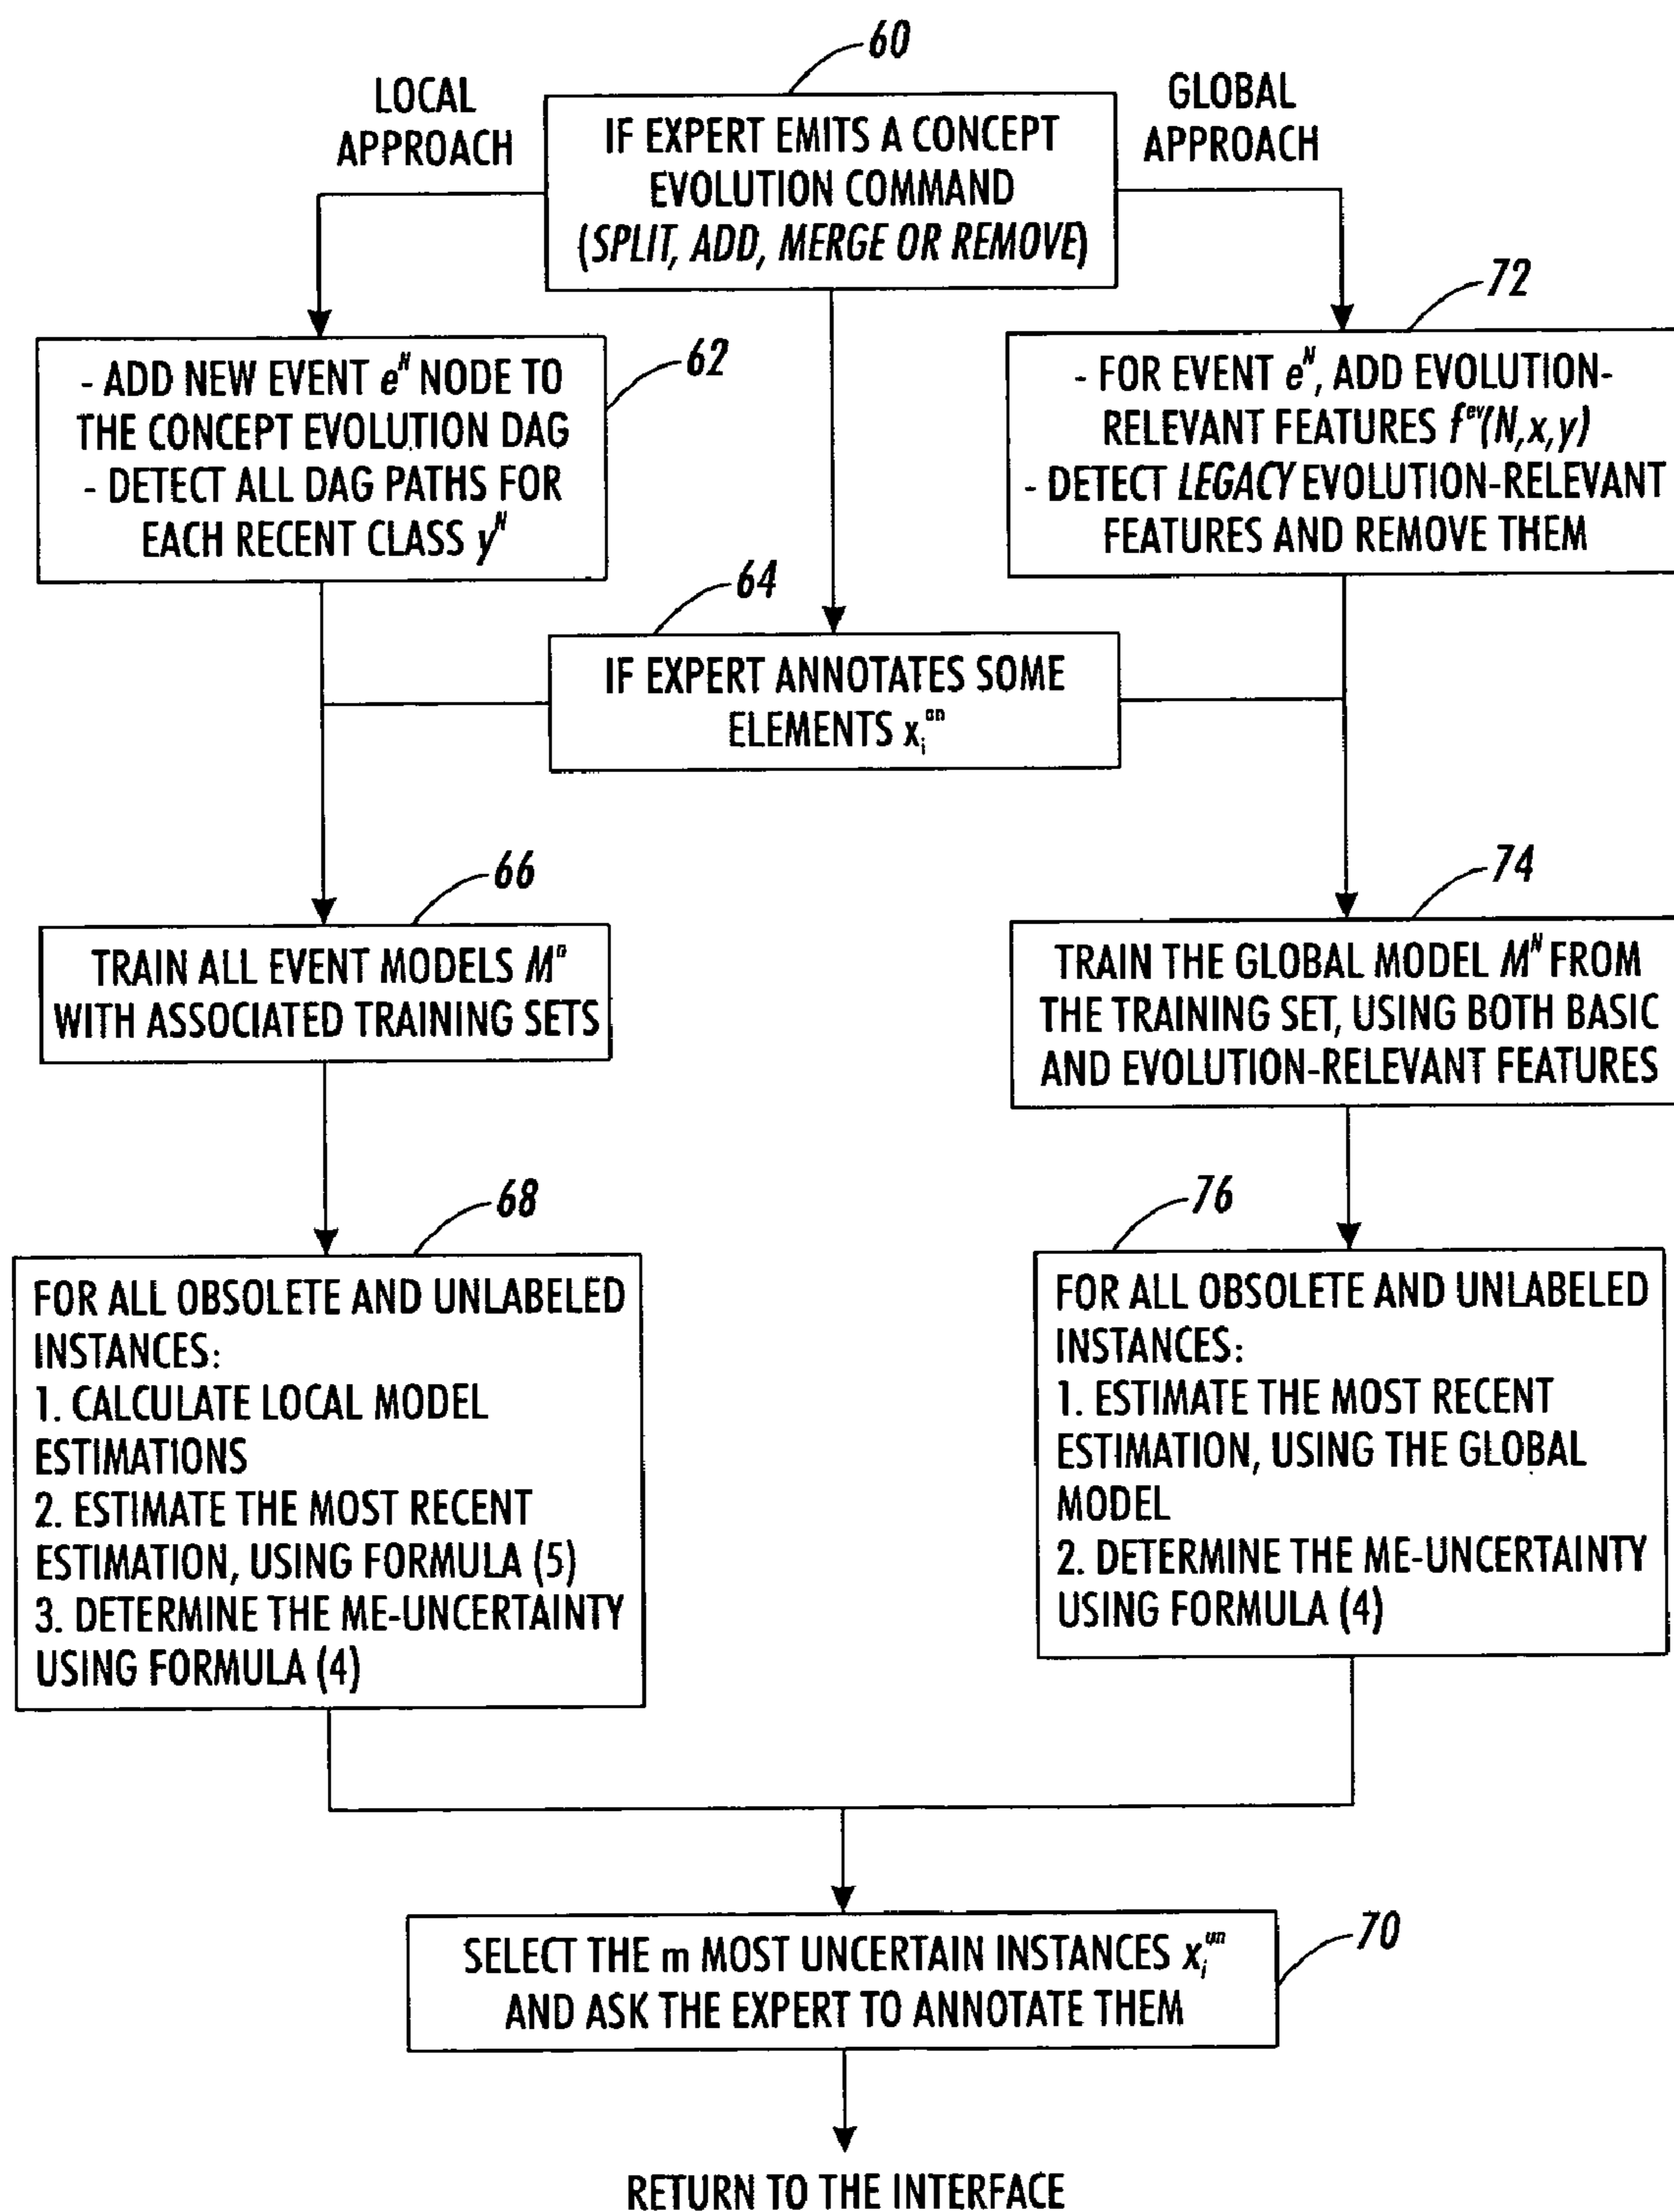 60
LOCAL
APPROACH
GLOBAL
APPROACH
IF EXPERT EMITS A CONCEPT
EVOLUTION COMMAND
(SPLIT, ADD, MERGE OR REMOVE)
62
- ADD NEW EVENT e^N NODE TO
THE CONCEPT EVOLUTION DAG
- DETECT ALL DAG PATHS FOR
EACH RECENT CLASS y^N
72
- FOR EVENT e^N, ADD EVOLUTION-
RELEVANT FEATURES f^ev(N,x,y)
- DETECT LEGACY EVOLUTION-RELEVANT
FEATURES AND REMOVE THEM
64
IF EXPERT ANNOTATES SOME
ELEMENTS x_i^an
66
TRAIN ALL EVENT MODELS M^n
WITH ASSOCIATED TRAINING SETS
74
TRAIN THE GLOBAL MODEL M^N FROM
THE TRAINING SET, USING BOTH BASIC
AND EVOLUTION-RELEVANT FEATURES
68
FOR ALL OBSOLETE AND UNLABELED
INSTANCES:
1. CALCULATE LOCAL MODEL
ESTIMATIONS
2. ESTIMATE THE MOST RECENT
ESTIMATION, USING FORMULA (5)
3. DETERMINE THE ME-UNCERTAINTY
USING FORMULA (4)
76
FOR ALL OBSOLETE AND UNLABELED
INSTANCES:
1. ESTIMATE THE MOST RECENT
ESTIMATION, USING THE GLOBAL
MODEL
2. DETERMINE THE ME-UNCERTAINTY
USING FORMULA (4)
70
SELECT THE m MOST UNCERTAIN INSTANCES x_i^un
AND ASK THE EXPERT TO ANNOTATE THEM
RETURN TO THE INTERFACE